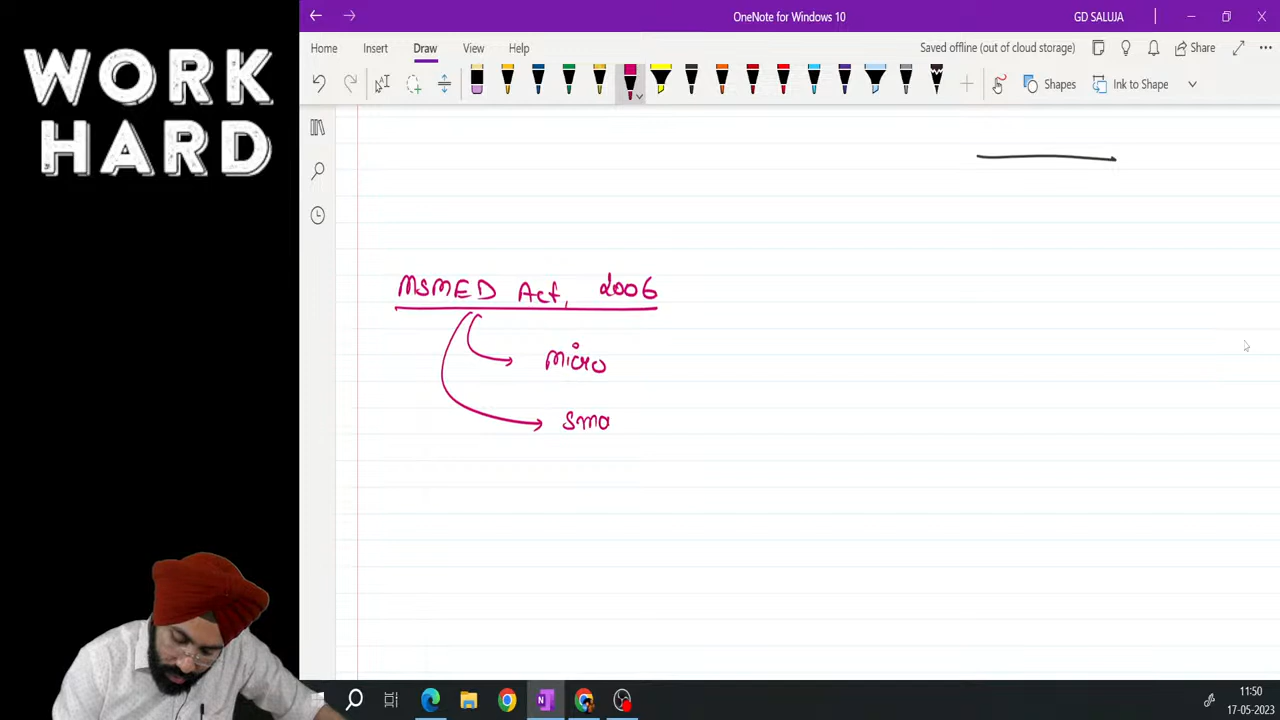 WORK
HARD
OneNote for Windows 10
GD SALUJA
Home Insert Draw View Help
Saved offline (out of cloud storage)
Share
Shapes
Ink to Shape
MSMED Act, 2006
Micro
Sma
11:50
17-05-2023